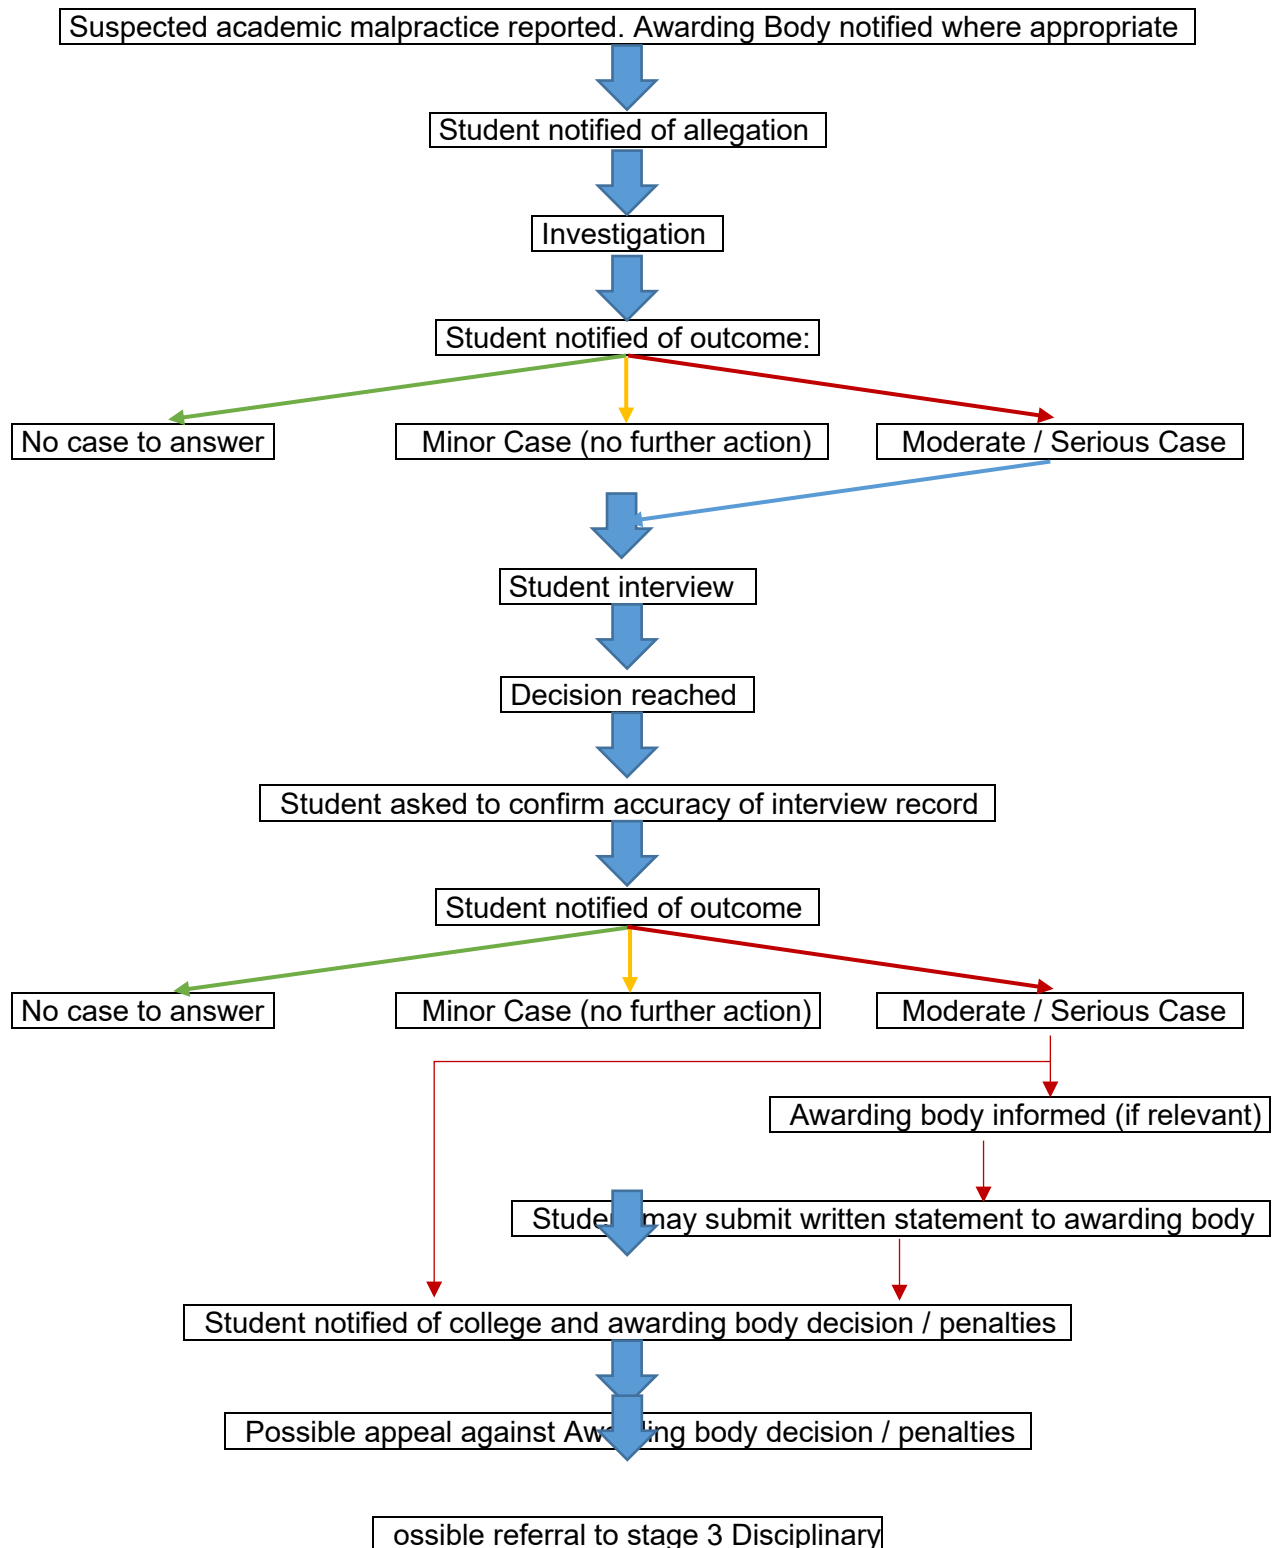 Suspected academic malpractice reported. Awarding Body notified where appropriate
Student notified of allegation
Investigation
Student notified of outcome:
No case to answer
Minor Case (no further action)
Moderate / Serious Case
Student interview
Decision reached
Student asked to confirm accuracy of interview record
Student notified of outcome
No case to answer
Minor Case (no further action)
Moderate / Serious Case
Awarding body informed (if relevant)
Student may submit written statement to awarding body
Student notified of college and awarding body decision / penalties
Possible appeal against Awarding body decision / penalties
ossible referral to stage 3 Disciplinary